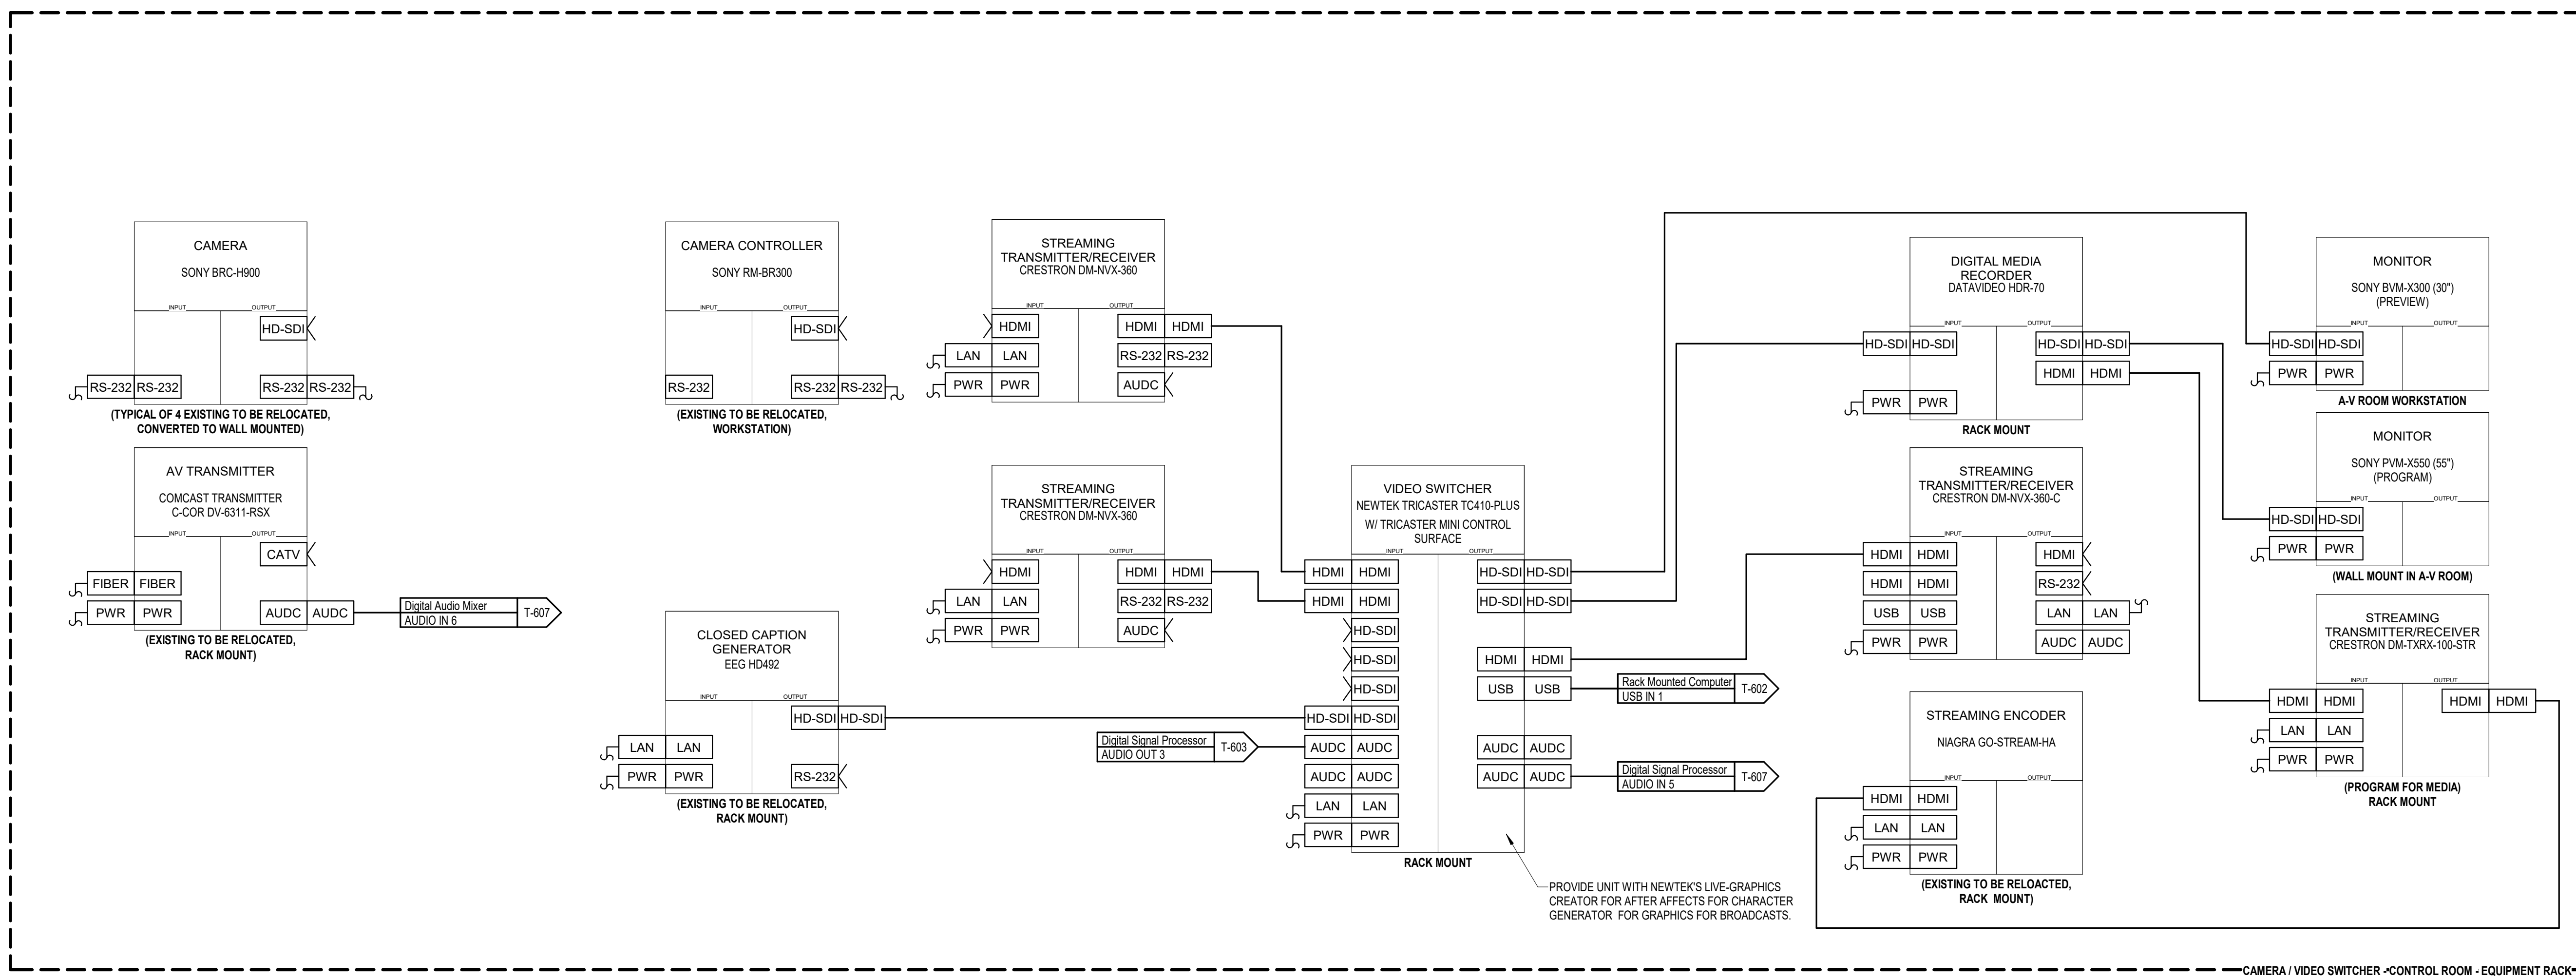 CAMERA
SONY BRC-H900
INPUT OUTPUT
HD-SDI
RS-232 RS-232 RS-232 RS-232
(TYPICAL OF 4 EXISTING TO BE RELOCATED,
CONVERTED TO WALL MOUNTED)
AV TRANSMITTER
COMCAST TRANSMITTER
C-COR DV-6311-RSX
INPUT OUTPUT
CATV
FIBER FIBER
PWR PWR AUDC AUDC
Digital Audio Mixer
AUDIO IN 6
T-607
(EXISTING TO BE RELOCATED,
RACK MOUNT)
CAMERA CONTROLLER
SONY RM-BR300
INPUT OUTPUT
HD-SDI
RS-232 RS-232 RS-232
(EXISTING TO BE RELOCATED,
WORKSTATION)
CLOSED CAPTION
GENERATOR
EEG HD492
INPUT OUTPUT
HD-SDI HD-SDI
LAN LAN
PWR PWR RS-232
(EXISTING TO BE RELOCATED,
RACK MOUNT)
STREAMING
TRANSMITTER/RECEIVER
CRESTRON DM-NVX-360
INPUT OUTPUT
HDMI HDMI HDMI
LAN LAN RS-232 RS-232
PWR PWR AUDC
STREAMING
TRANSMITTER/RECEIVER
CRESTRON DM-NVX-360
INPUT OUTPUT
HDMI HDMI HDMI
LAN LAN RS-232 RS-232
PWR PWR AUDC
Digital Signal Processor
AUDIO OUT 3
T-603
VIDEO SWITCHER
NEWTEK TRICASTER TC410-PLUS
W/ TRICASTER MINI CONTROL
SURFACE
INPUT OUTPUT
HDMI HDMI HD-SDI HD-SDI
HDMI HDMI HD-SDI HD-SDI
HD-SDI
HD-SDI HDMI HDMI
HD-SDI USB USB
HD-SDI HD-SDI
AUDC AUDC AUDC AUDC
AUDC AUDC AUDC AUDC
LAN LAN
PWR PWR
RACK MOUNT
Rack Mounted Computer
USB IN 1
T-602
Digital Signal Processor
AUDIO IN 5
T-607
PROVIDE UNIT WITH NEWTEK'S LIVE-GRAPHICS
CREATOR FOR AFTER AFFECTS FOR CHARACTER
GENERATOR FOR GRAPHICS FOR BROADCASTS.
DIGITAL MEDIA
RECORDER
DATAVIDEO HDR-70
INPUT OUTPUT
HD-SDI HD-SDI HD-SDI HD-SDI
HDMI HDMI
PWR PWR
RACK MOUNT
STREAMING
TRANSMITTER/RECEIVER
CRESTRON DM-NVX-360-C
INPUT OUTPUT
HDMI HDMI HDMI
HDMI HDMI RS-232
USB USB LAN LAN
PWR PWR AUDC AUDC
STREAMING ENCODER
NIAGRA GO-STREAM-HA
INPUT OUTPUT
HDMI HDMI
LAN LAN
PWR PWR
(EXISTING TO BE RELOACTED,
RACK MOUNT)
MONITOR
SONY BVM-X300 (30")
(PREVIEW)
INPUT OUTPUT
HD-SDI HD-SDI
PWR PWR
A-V ROOM WORKSTATION
MONITOR
SONY PVM-X550 (55")
(PROGRAM)
INPUT OUTPUT
HD-SDI HD-SDI
PWR PWR
(WALL MOUNT IN A-V ROOM)
STREAMING
TRANSMITTER/RECEIVER
CRESTRON DM-TXRX-100-STR
INPUT OUTPUT
HDMI HDMI HDMI HDMI
LAN LAN
PWR PWR
(PROGRAM FOR MEDIA)
RACK MOUNT
CAMERA / VIDEO SWITCHER - CONTROL ROOM - EQUIPMENT RACK